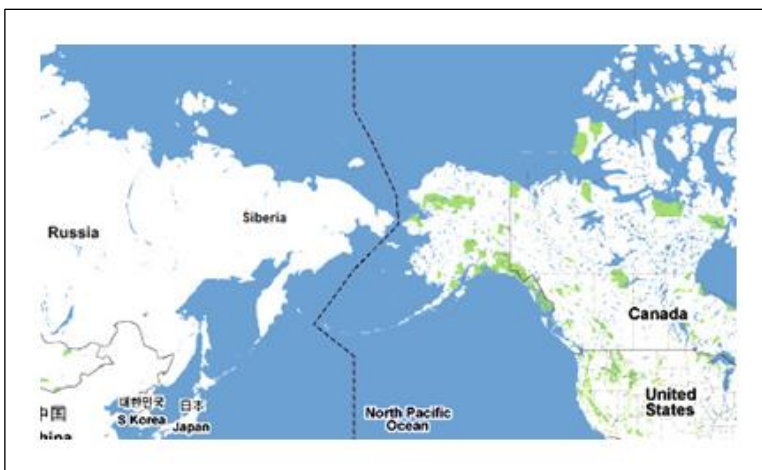 Siberia
Russia
Canada
United
States
대한민국
S Korea
日本
Japan
中国
North Pacific
Ocean